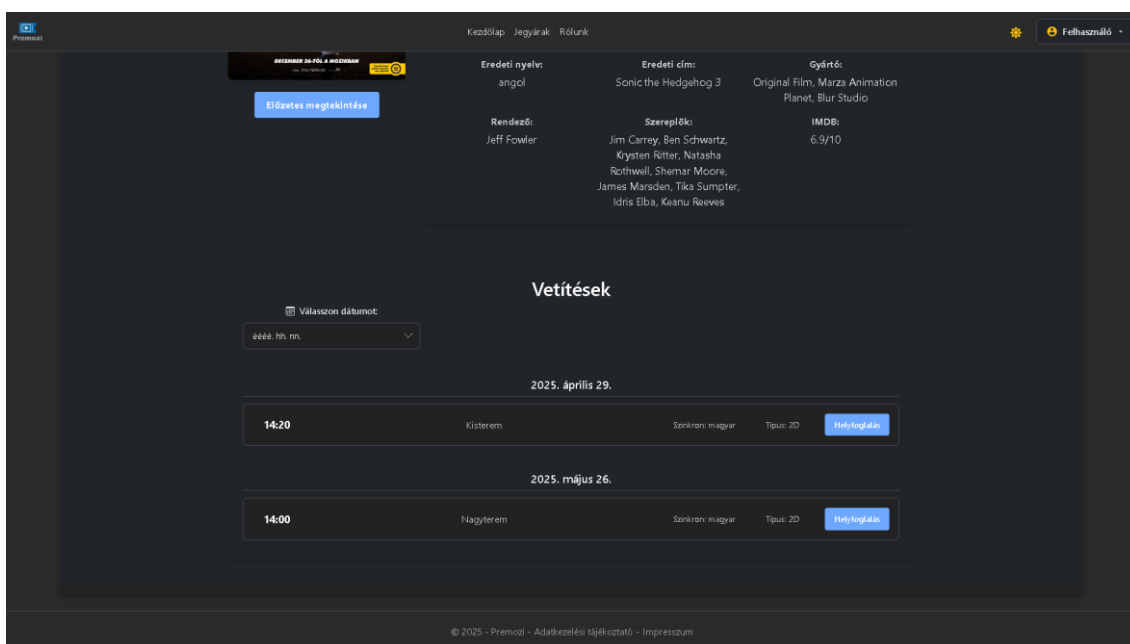 Premozi
Kezdőlap Jegyárak Rólunk
Felhasználó
DECEMBER 26-TÓL A MOZIKBAN
Előzetes megtekintése
Eredeti nyelv:
angol
Eredeti cím:
Sonic the Hedgehog 3
Gyártó:
Original Film, Marza Animation
Planet, Blur Studio
Rendező:
Jeff Fowler
Szereplők:
Jim Carrey, Ben Schwartz,
Krysten Ritter, Natasha
Rothwell, Shemar Moore,
James Marsden, Tika Sumpter,
Idris Elba, Keanu Reeves
IMDB:
6.9/10
Vetítések
Válasszon dátumot:
éééé. hh. nn.
2025. április 29.
14:20 Kisterem Szinkron: magyar Típus: 2D Helyfoglalás
2025. május 26.
14:00 Nagyterem Szinkron: magyar Típus: 2D Helyfoglalás
© 2025 - Premozi - Adatkezelési tájékoztató - Impresszum